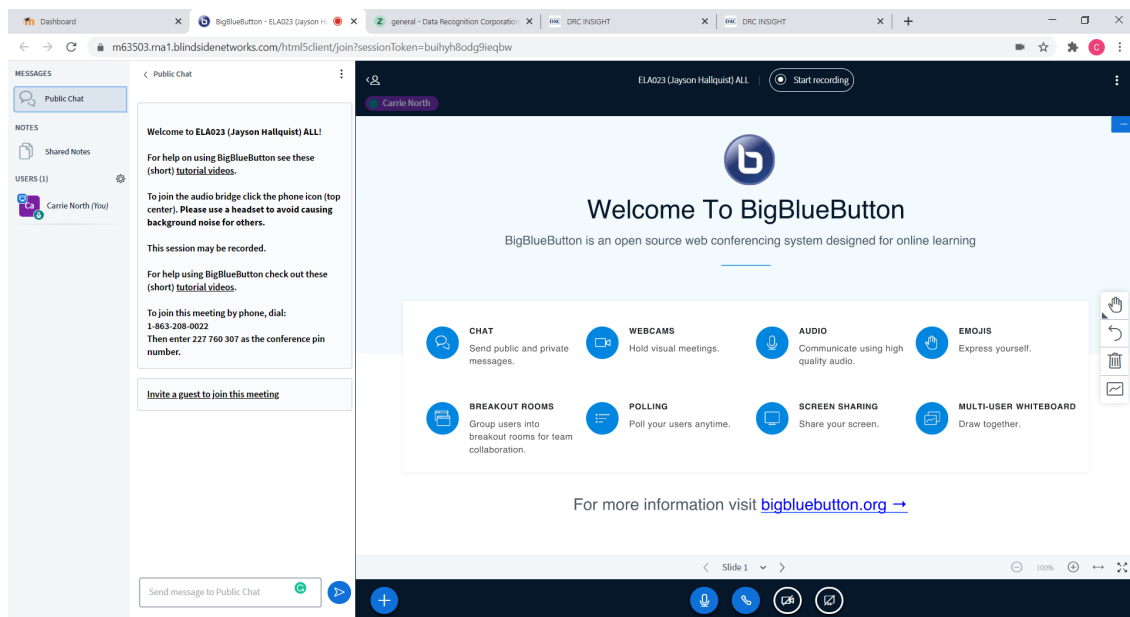 Dashboard
BigBlueButton - ELA023 (Jayson H
general - Data Recognition Corporation
DRC INSIGHT
DRC INSIGHT
m63503.rna1.blindsidenetworks.com/html5client/join?sessionToken=buihyh8odg9ieqbw
C
MESSAGES
Public Chat
NOTES
Shared Notes
USERS (1)
Ca
Carrie North (You)
Public Chat
Welcome to ELA023 (Jayson Hallquist) ALL!
For help on using BigBlueButton see these
(short) tutorial videos.
To join the audio bridge click the phone icon (top
center). Please use a headset to avoid causing
background noise for others.
This session may be recorded.
For help using BigBlueButton check out these
(short) tutorial videos.
To join this meeting by phone, dial:
1-863-208-0022
Then enter 227 760 307 as the conference pin
number.
Invite a guest to join this meeting
Send message to Public Chat
ELA023 (Jayson Hallquist) ALL
Start recording
Carrie North
Welcome To BigBlueButton
BigBlueButton is an open source web conferencing system designed for online learning
CHAT
Send public and private
messages.
WEBCAMS
Hold visual meetings.
AUDIO
Communicate using high
quality audio.
EMOJIS
Express yourself.
BREAKOUT ROOMS
Group users into
breakout rooms for team
collaboration.
POLLING
Poll your users anytime.
SCREEN SHARING
Share your screen.
MULTI-USER WHITEBOARD
Draw together.
For more information visit bigbluebutton.org →
Slide 1
100%